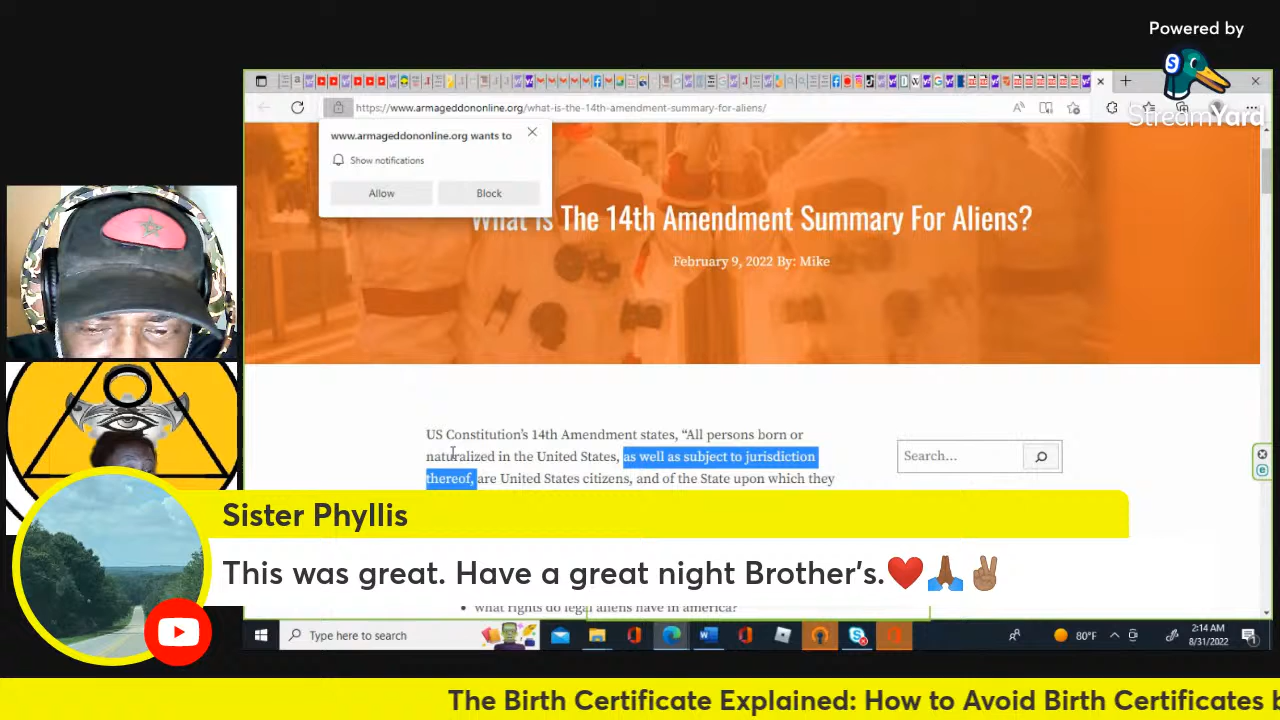 Powered by
StreamYard
https://www.armageddononline.org/what-is-the-14th-amendment-summary-for-aliens/
www.armageddononline.org wants to
Show notifications
Allow
Block
What Is The 14th Amendment Summary For Aliens?
February 9, 2022 By: Mike
US Constitution's 14th Amendment states, “All persons born or
naturalized in the United States, as well as subject to jurisdiction
thereof, are United States citizens, and of the State upon which they
Search...
Sister Phyllis
This was great. Have a great night Brother's.❤️🙏🏾✌🏽
what rights do legal aliens have in america?
Type here to search
80°F
2:14 AM
8/31/2022
The Birth Certificate Explained: How to Avoid Birth Certificates b